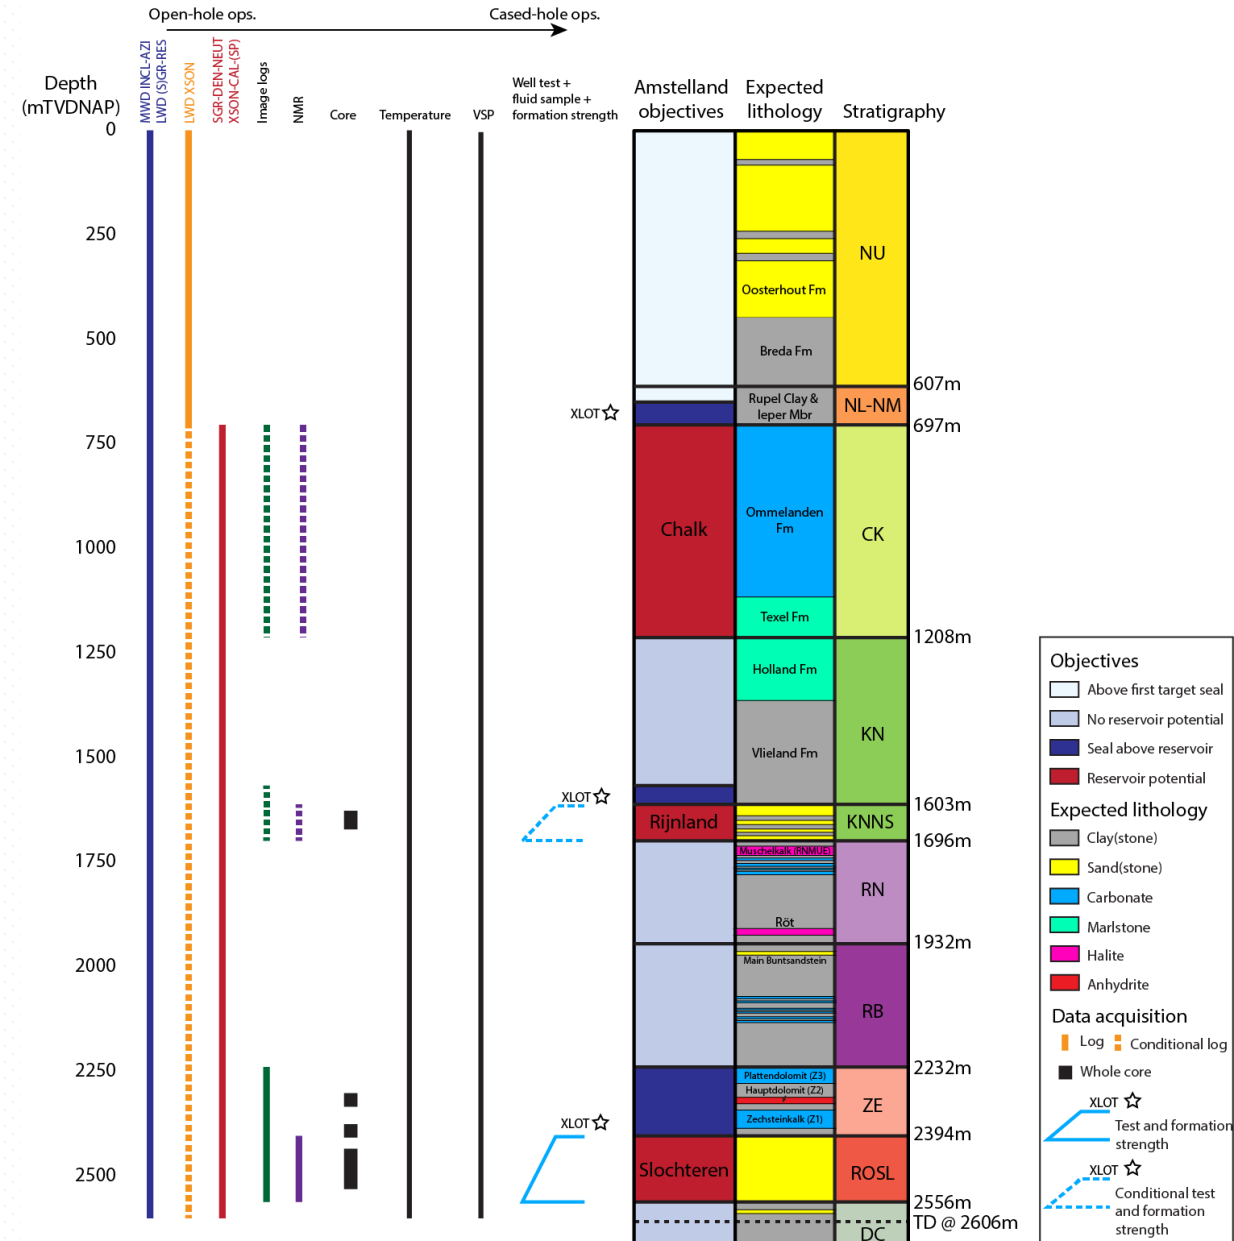 Open-hole ops.
Cased-hole ops.
Depth
(mTVDNAP)
MWD INCL-AZI
LWD (S)GR-RES
LWD XSON
SGR-DEN-NEUT
XSON-CAL-(SP)
Image logs
NMR
Core
Temperature
VSP
Well test +
fluid sample +
formation strength
Amstelland
objectives
Expected
lithology
Stratigraphy
0
250
500
750
1000
1250
1500
1750
2000
2250
2500
XLOT
XLOT
XLOT
Chalk
Rijnland
Slochteren
Oosterhout Fm
Breda Fm
Rupel Clay &
Ieper Mbr
Ommelanden
Fm
Texel Fm
Holland Fm
Vlieland Fm
Muschelkalk (RNMUE)
Röt
Main Buntsandstein
Plattendolomit (Z3)
Hauptdolomit (Z2)
Zechsteinkalk (Z1)
NU
NL-NM
CK
KN
KNNS
RN
RB
ZE
ROSL
DC
607m
697m
1208m
1603m
1696m
1932m
2232m
2394m
2556m
TD @ 2606m
Objectives
Above first target seal
No reservoir potential
Seal above reservoir
Reservoir potential
Expected lithology
Clay(stone)
Sand(stone)
Carbonate
Marlstone
Halite
Anhydrite
Data acquisition
Log
Conditional log
Whole core
XLOT
Test and formation
strength
XLOT
Conditional test
and formation
strength